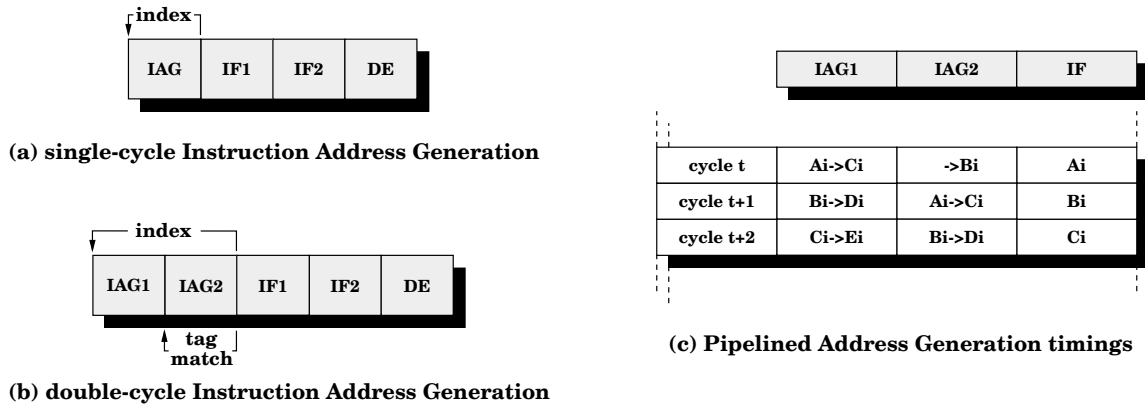 index
IAG IF1 IF2 DE
(a) single-cycle Instruction Address Generation
index
IAG1 IAG2 IF1 IF2 DE
tag
match
(b) double-cycle Instruction Address Generation
IAG1 IAG2 IF
cycle t Ai->Ci ->Bi Ai
cycle t+1 Bi->Di Ai->Ci Bi
cycle t+2 Ci->Ei Bi->Di Ci
(c) Pipelined Address Generation timings